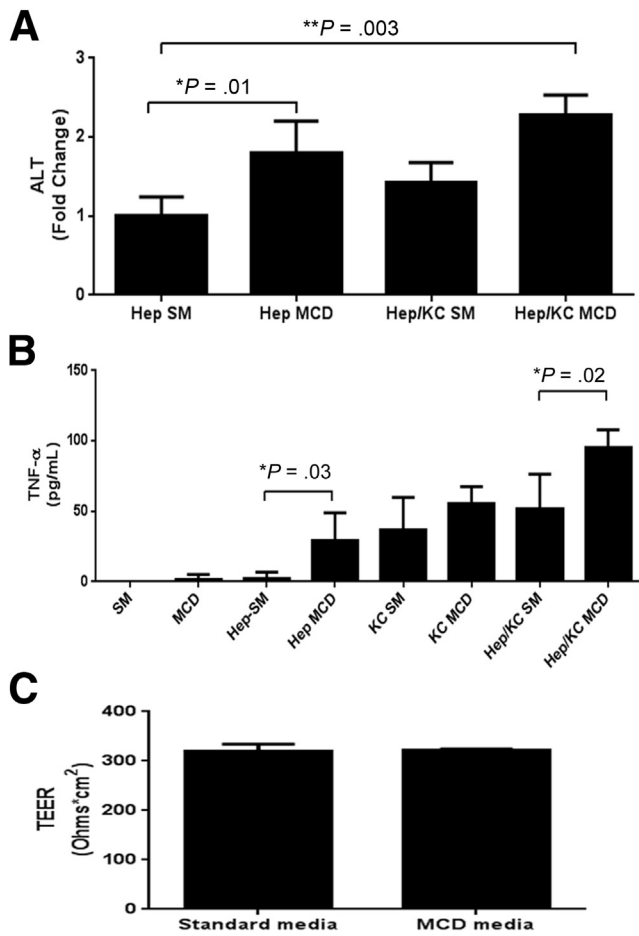 A
**P = .003
*P = .01
ALT
(Fold Change)
3
2
1
0
Hep SM
Hep MCD
Hep/KC SM
Hep/KC MCD
B
*P = .02
*P = .03
TNF-α
(pg/mL)
150
100
50
0
SM
MCD
Hep-SM
Hep MCD
KC SM
KC MCD
Hep/KC SM
Hep/KC MCD
C
TEER
(Ohms*cm²)
400
300
200
100
0
Standard media
MCD media